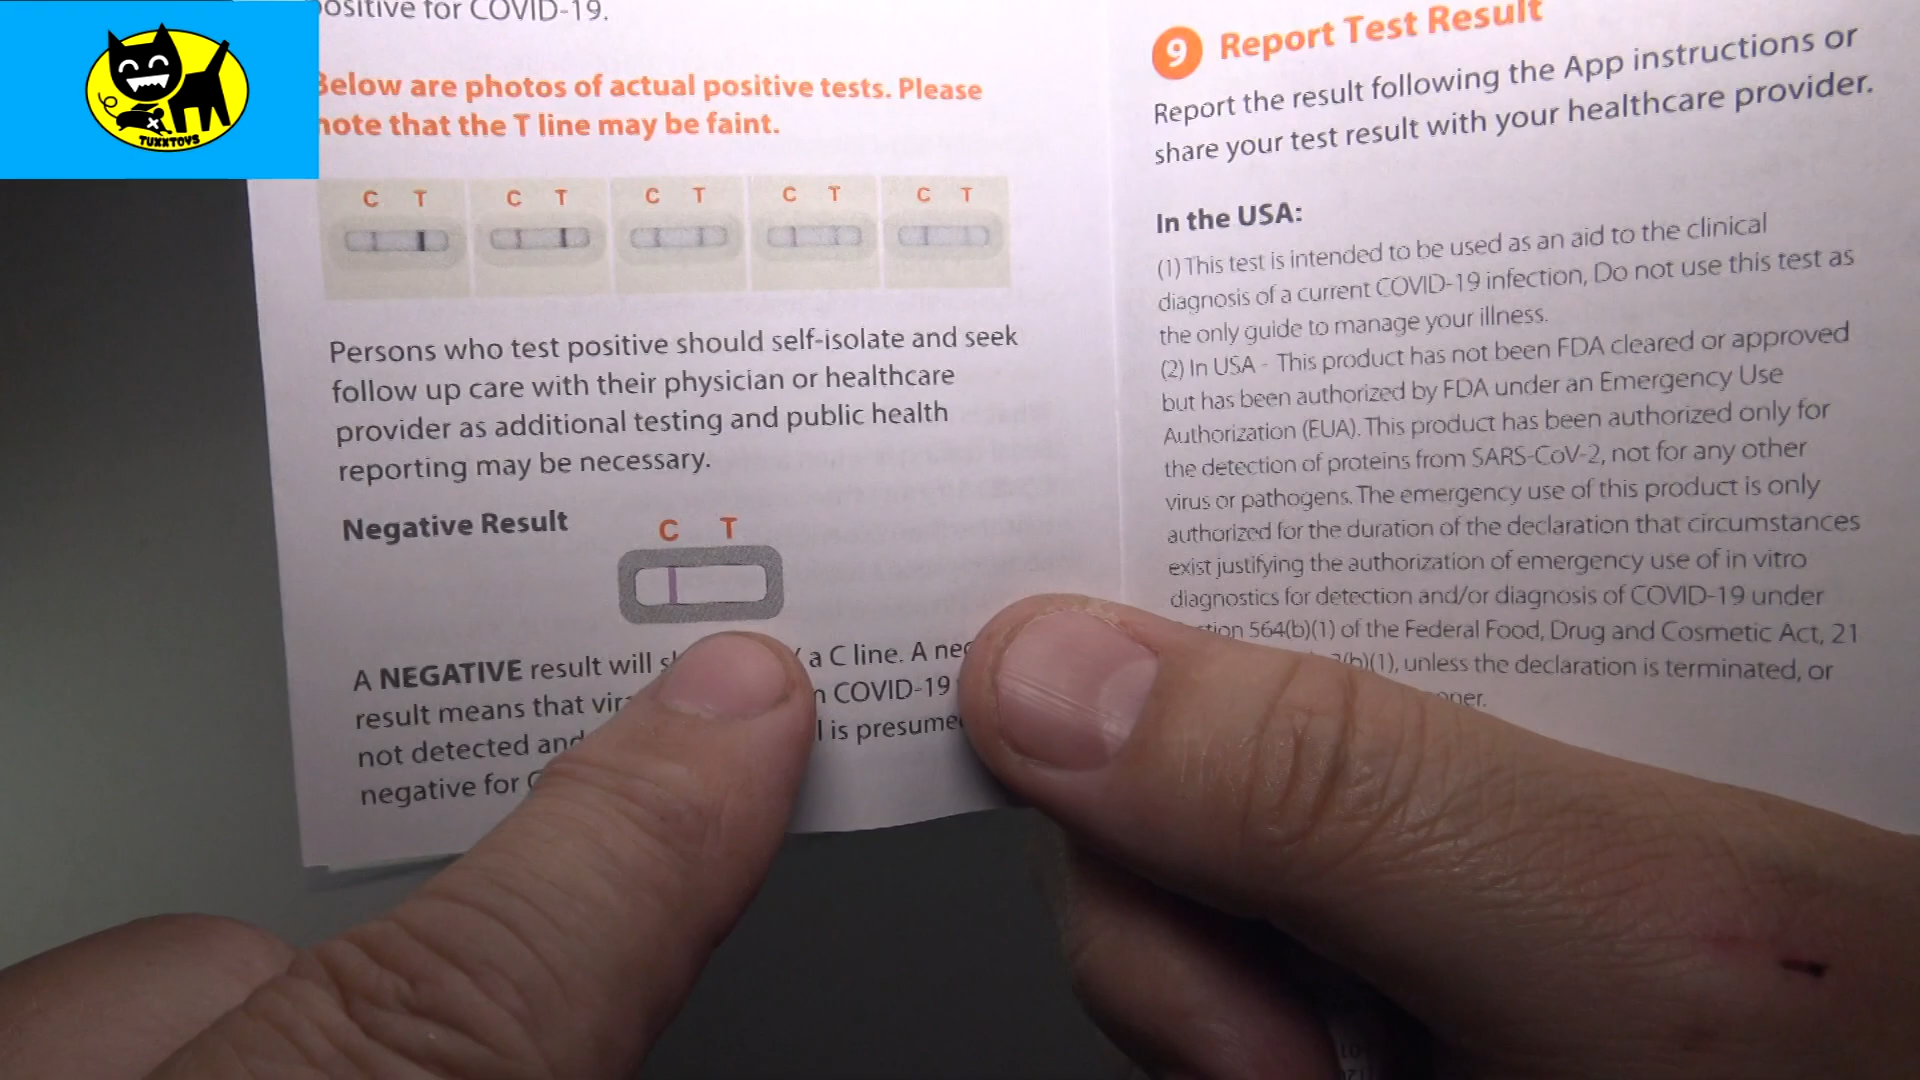 ositive for COVID-19.
TUXXTOYS
Below are photos of actual positive tests. Please
note that the T line may be faint.
C T C T C T C T C T
Persons who test positive should self-isolate and seek
follow up care with their physician or healthcare
provider as additional testing and public health
reporting may be necessary.
Negative Result
C T
A NEGATIVE result will a C line. A neg
result means that vir COVID-19
not detected and is presume
negative for
9 Report Test Result
Report the result following the App instructions or
share your test result with your healthcare provider.
In the USA:
(1) This test is intended to be used as an aid to the clinical
diagnosis of a current COVID-19 infection, Do not use this test as
the only guide to manage your illness.
(2) In USA - This product has not been FDA cleared or approved
but has been authorized by FDA under an Emergency Use
Authorization (EUA). This product has been authorized only for
the detection of proteins from SARS-CoV-2, not for any other
virus or pathogens. The emergency use of this product is only
authorized for the duration of the declaration that circumstances
exist justifying the authorization of emergency use of in vitro
diagnostics for detection and/or diagnosis of COVID-19 under
tion 564(b)(1) of the Federal Food, Drug and Cosmetic Act, 21
(b)(1), unless the declaration is terminated, or
oner.